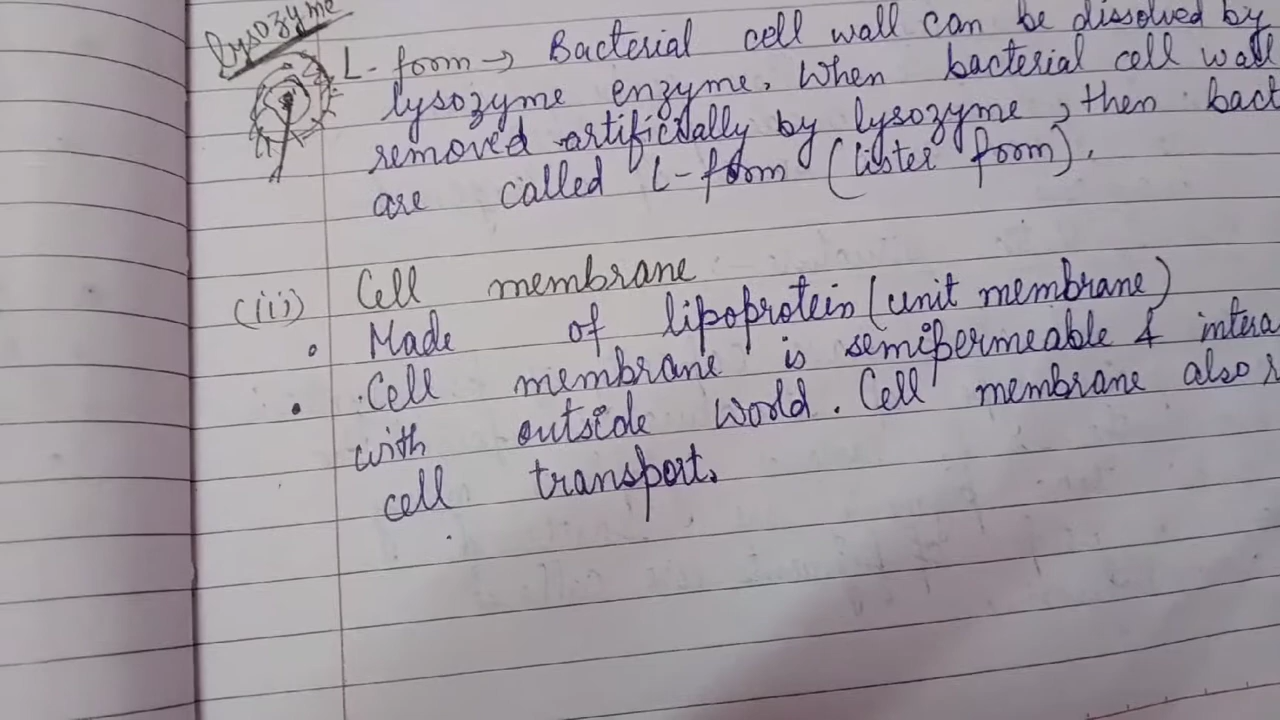 lysozyme
L- form → Bacterial cell wall can be dissolved by
lysozyme enzyme. When bacterial cell wall
removed artificially by lysozyme, then bact
are called L-form (lister form).
(ii) Cell membrane
• Made of lipoprotein (unit membrane)
• Cell membrane is semipermeable & intera
with outside world. Cell membrane also
cell transport.